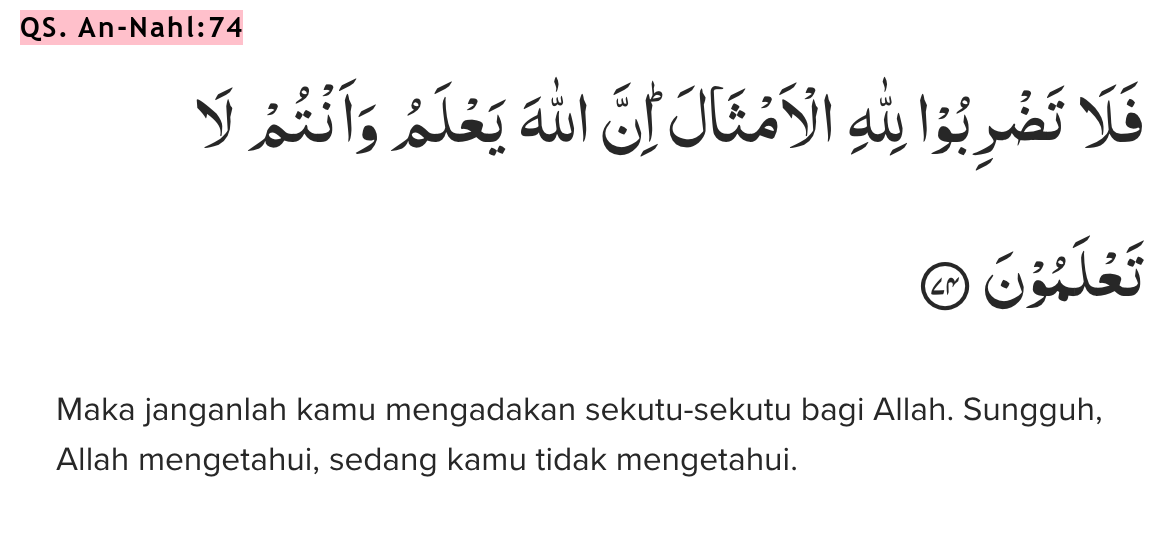 QS. An-Nahl:74
فَلَا تَضْرِبُوْا لِلّٰهِ الْاَمْثَالَۗ اِنَّ اللّٰهَ يَعْلَمُ وَاَنْتُمْ لَا
تَعْلَمُوْنَ ٧٤
Maka janganlah kamu mengadakan sekutu-sekutu bagi Allah. Sungguh,
Allah mengetahui, sedang kamu tidak mengetahui.